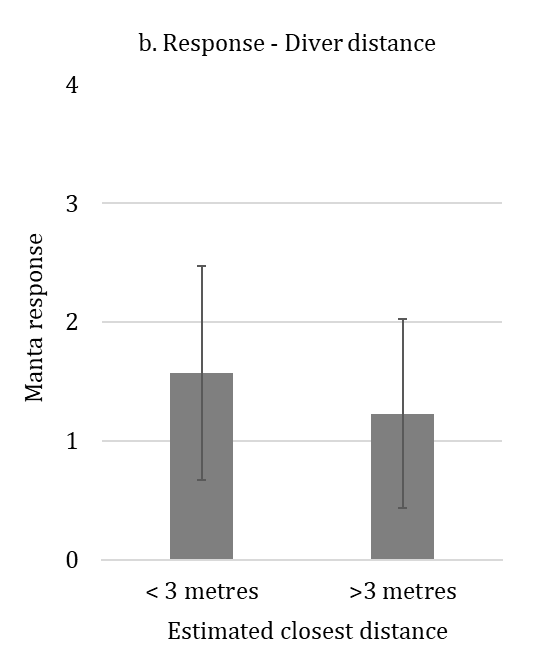 b. Response - Diver distance
4
3
2
1
0
Manta response
< 3 metres
>3 metres
Estimated closest distance